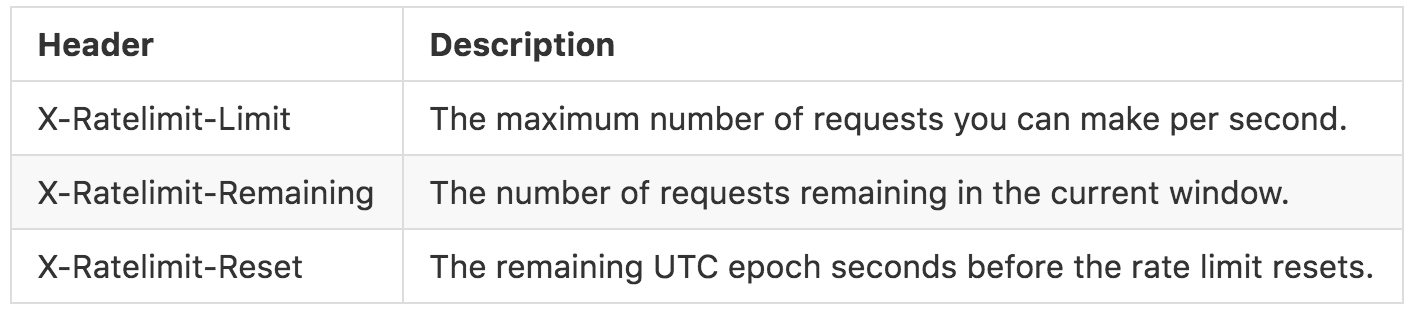 Header Description
X-Ratelimit-Limit The maximum number of requests you can make per second.
X-Ratelimit-Remaining The number of requests remaining in the current window.
X-Ratelimit-Reset The remaining UTC epoch seconds before the rate limit resets.